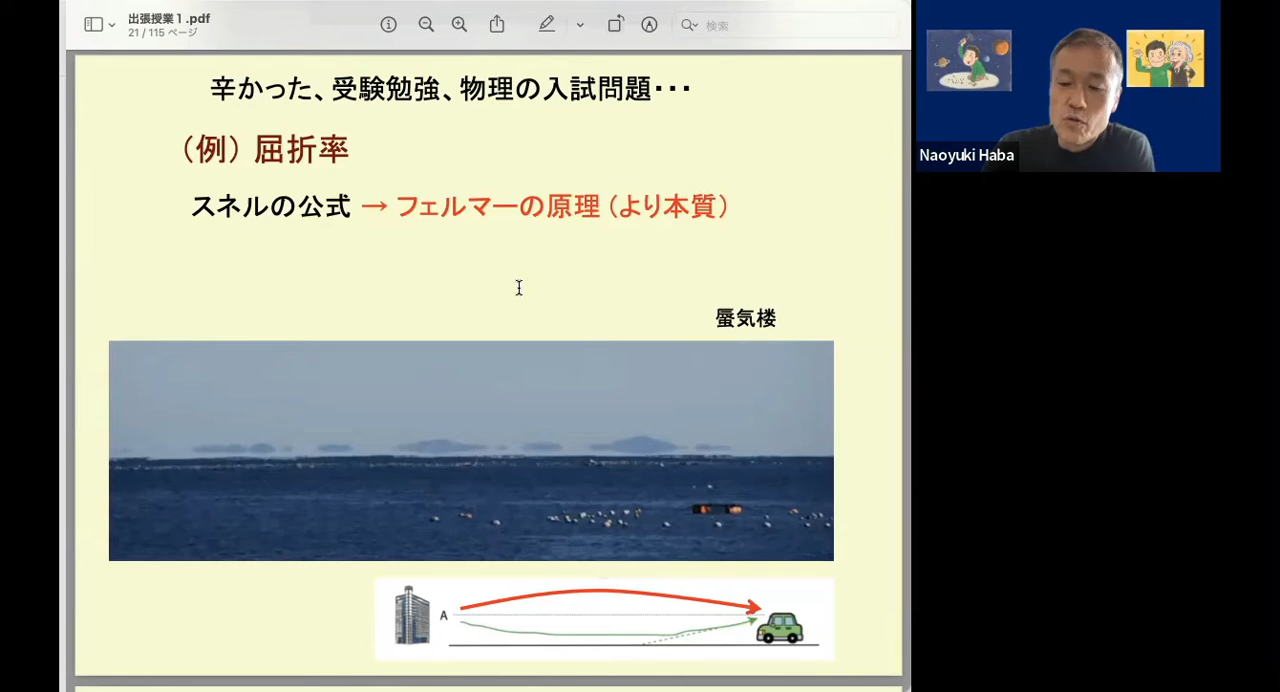 出張授業１.pdf
21 / 115 ページ
検索
辛かった、受験勉強、物理の入試問題・・・
（例） 屈折率
スネルの公式 → フェルマーの原理（より本質）
蜃気楼
A
Naoyuki Haba